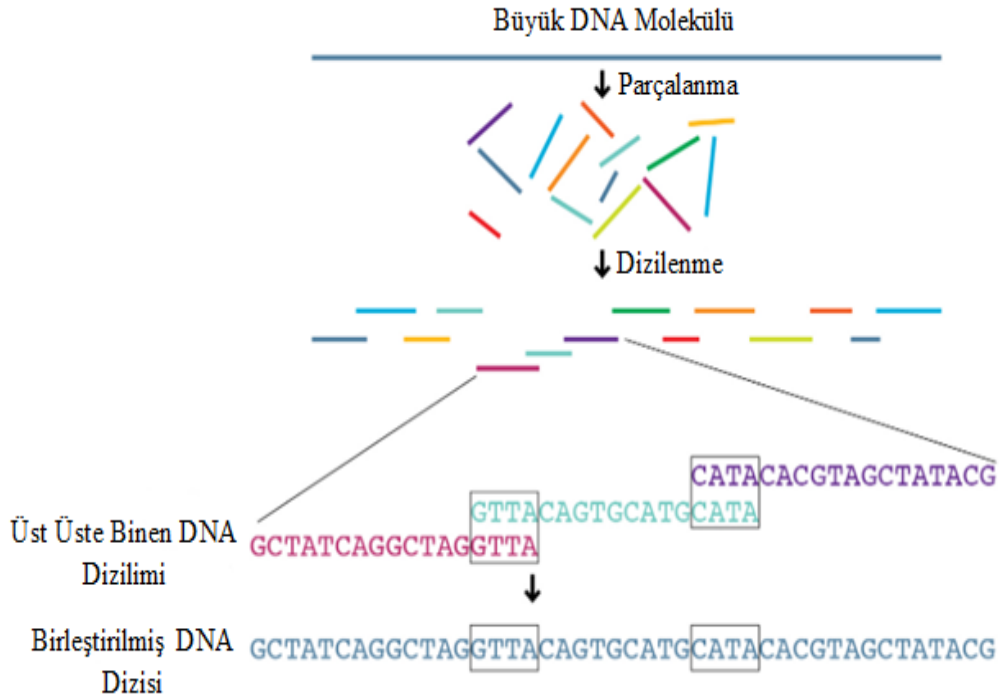 Büyük DNA Molekülü
Parçalanma
Dizilenme
CATACACGTAGCTATACG
GTTACAGTGCATGCATA
Üst Üste Binen DNA
Dizilimi
GCTATCAGGCTAGGTTA
Birleştirilmiş DNA
Dizisi
GCTATCAGGCTAGGTTACAGTGCATGCATACACGTAGCTATACG